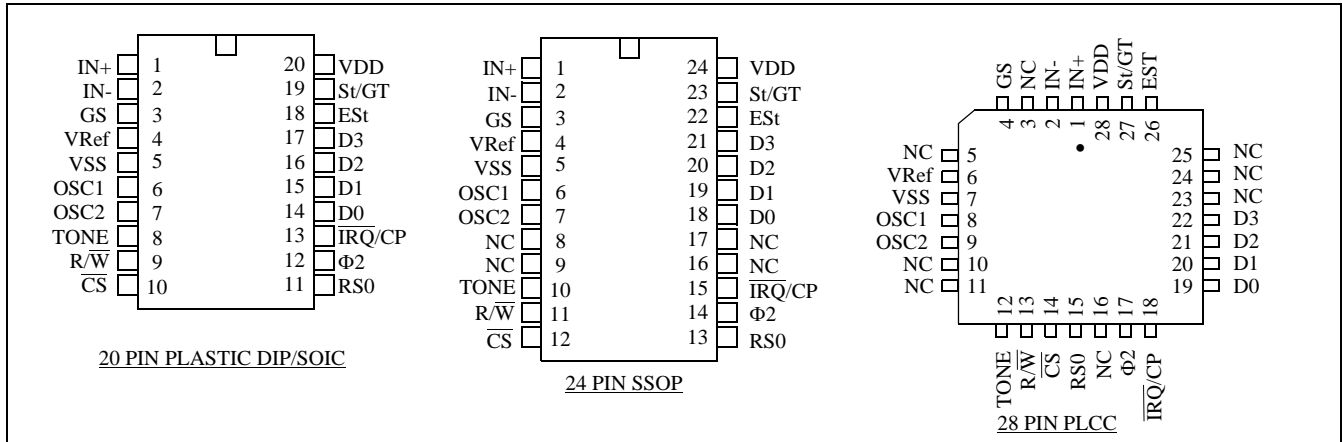 IN+ 1 20 VDD
IN- 2 19 St/GT
GS 3 18 ESt
VRef 4 17 D3
VSS 5 16 D2
OSC1 6 15 D1
OSC2 7 14 D0
TONE 8 13 I̅R̅Q̅/CP
R/W̅ 9 12 Φ2
C̅S̅ 10 11 RS0
20 PIN PLASTIC DIP/SOIC
IN+ 1 24 VDD
IN- 2 23 St/GT
GS 3 22 ESt
VRef 4 21 D3
VSS 5 20 D2
OSC1 6 19 D1
OSC2 7 18 D0
NC 8 17 NC
NC 9 16 NC
TONE 10 15 I̅R̅Q̅/CP
R/W̅ 11 14 Φ2
C̅S̅ 12 13 RS0
24 PIN SSOP
GS NC IN- IN+ VDD St/GT EST
4 3 2 1 28 27 26
NC 5 25 NC
VRef 6 24 NC
VSS 7 23 NC
OSC1 8 22 D3
OSC2 9 21 D2
NC 10 20 D1
NC 11 19 D0
12 13 14 15 16 17 18
TONE R/W̅ C̅S̅ RS0 NC Φ2 I̅R̅Q̅/CP
28 PIN PLCC